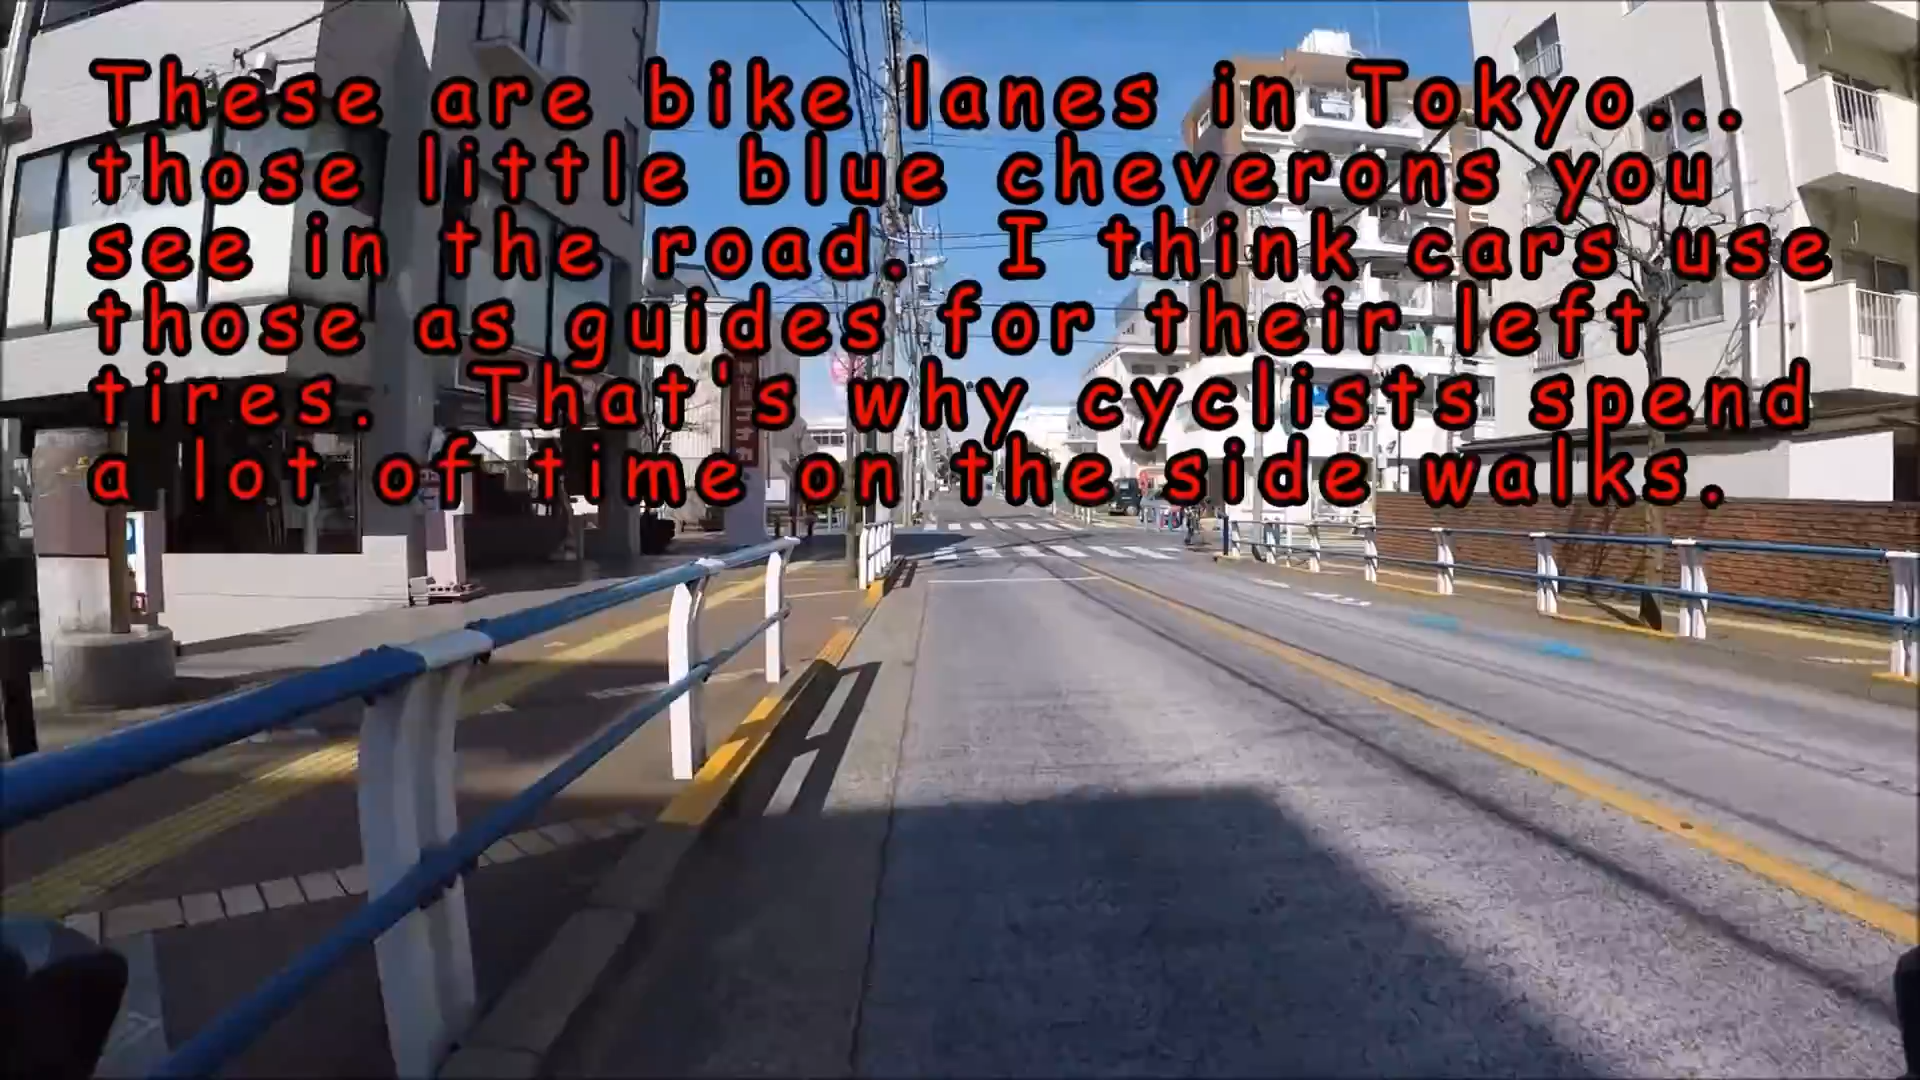 These are bike lanes in Tokyo...
those little blue cheverons you
see in the road.  I think cars use
those as guides for their left
tires.  That's why cyclists spend
a lot of time on the side walks.